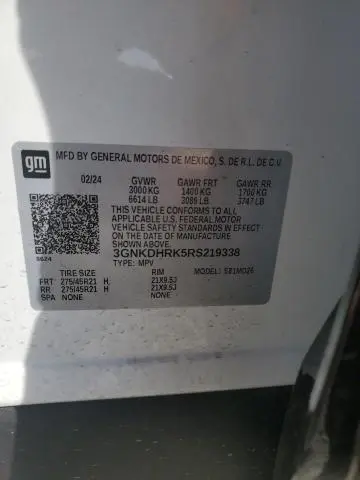 gm
MFD BY GENERAL MOTORS DE MEXICO, S. DE R.L. DE C.V.
02/24 GVWR GAWR FRT GAWR RR
3000 KG 1400 KG 1700 KG
6614 LB 3086 LB 3747 LB
THIS VEHICLE CONFORMS TO ALL
APPLICABLE U.S. FEDERAL MOTOR
VEHICLE SAFETY STANDARDS IN
EFFECT ON THE DATE OF
MANUFACTURE SHOWN ABOVE.
3GNKDHRK5RS219338
S624
TYPE: MPV MODEL:
TIRE SIZE RIM
FRT 275/45R21 H 21X9.5J
RR 275/45R21 H 21X9.5J
SPA NONE NONE